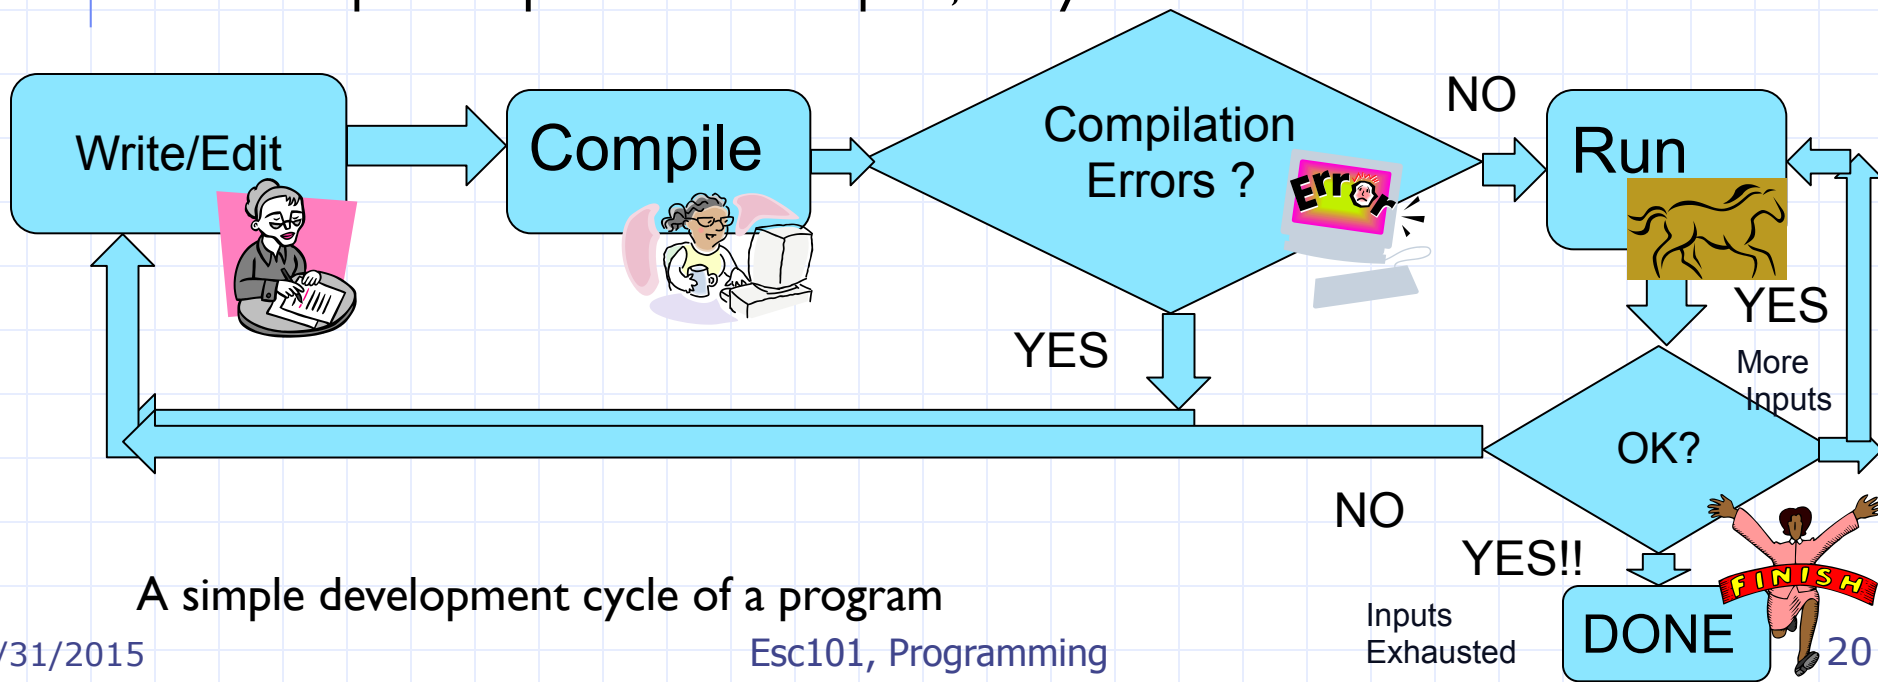 Write/Edit
Compile
Compilation
Errors ?
Error
NO
Run
YES
YES
More
Inputs
OK?
NO
YES!!
FINISH
Inputs
Exhausted
DONE
A simple development cycle of a program
/31/2015
Esc101, Programming
20